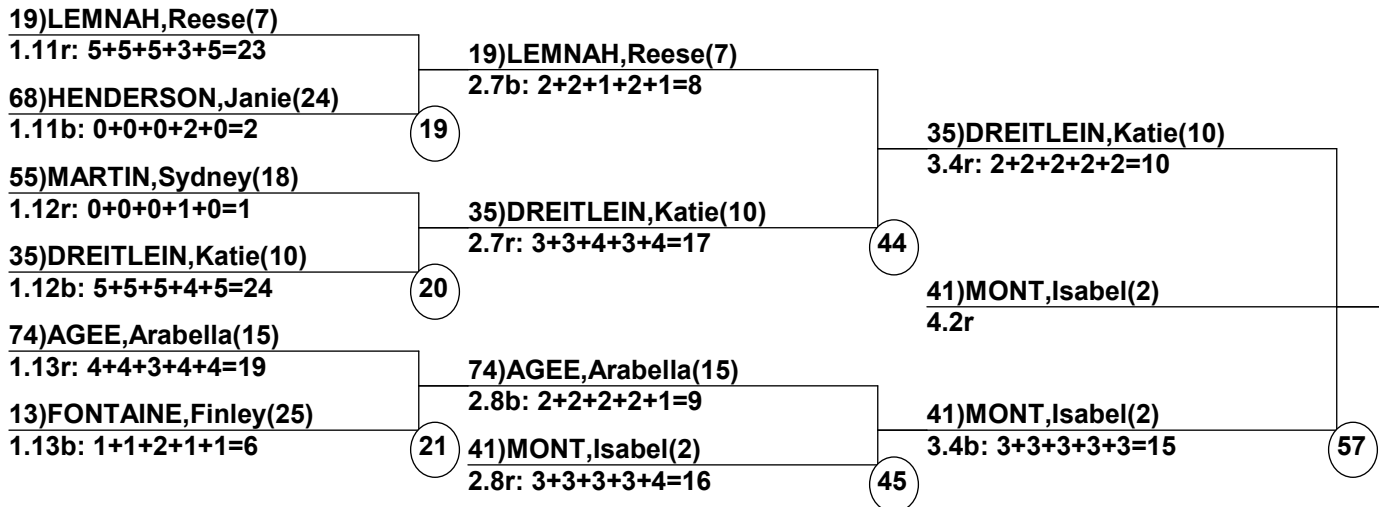 19)LEMNAH,Reese(7)
1.11r: 5+5+5+3+5=23
68)HENDERSON,Janie(24)
1.11b: 0+0+0+2+0=2
19
55)MARTIN,Sydney(18)
1.12r: 0+0+0+1+0=1
35)DREITLEIN,Katie(10)
1.12b: 5+5+5+4+5=24
20
74)AGEE,Arabella(15)
1.13r: 4+4+3+4+4=19
13)FONTAINE,Finley(25)
1.13b: 1+1+2+1+1=6
21
19)LEMNAH,Reese(7)
2.7b: 2+2+1+2+1=8
35)DREITLEIN,Katie(10)
2.7r: 3+3+4+3+4=17
44
74)AGEE,Arabella(15)
2.8b: 2+2+2+2+1=9
41)MONT,Isabel(2)
2.8r: 3+3+3+3+4=16
45
35)DREITLEIN,Katie(10)
3.4r: 2+2+2+2+2=10
41)MONT,Isabel(2)
3.4b: 3+3+3+3+3=15
57
41)MONT,Isabel(2)
4.2r